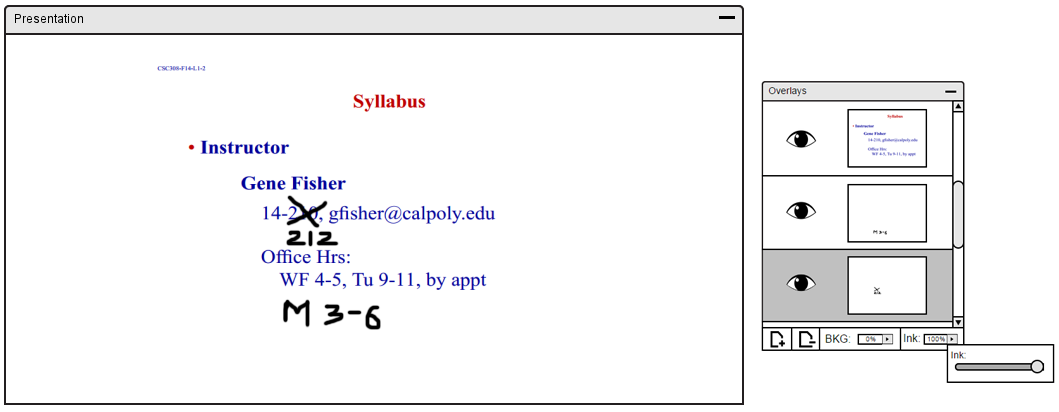 Presentation
CSC308-F14-L1-2
Syllabus
• Instructor
Gene Fisher
14-210, gfisher@calpoly.edu
212
Office Hrs:
WF 4-5, Tu 9-11, by appt
M 3-6
Overlays
Syllabus
• Instructor
Gene Fisher
14-210, gfisher@calpoly.edu
Office Hrs:
WF 4-5, Tu 9-11, by appt
M 3-6
BKG: 0% Ink: 100%
Ink: